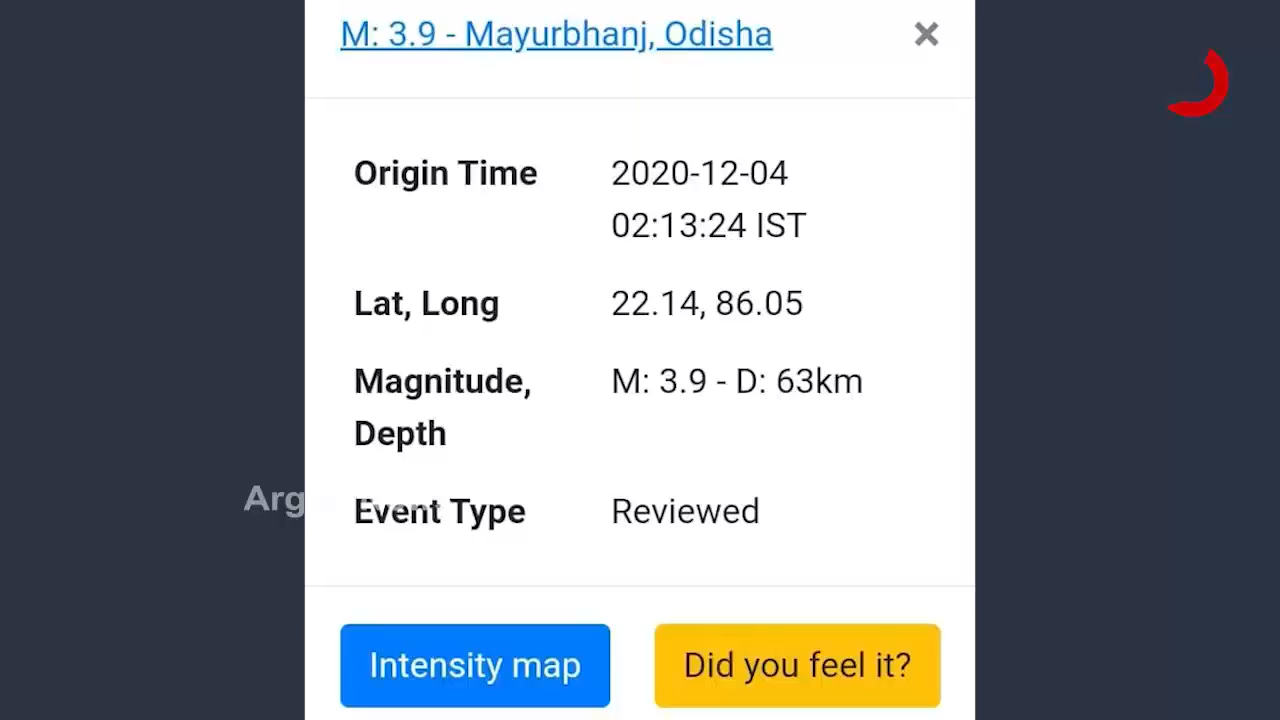 M: 3.9 - Mayurbhanj, Odisha ×
Origin Time 2020-12-04
02:13:24 IST
Lat, Long 22.14, 86.05
Magnitude, M: 3.9 - D: 63km
Depth
Event Type Reviewed
Intensity map Did you feel it?